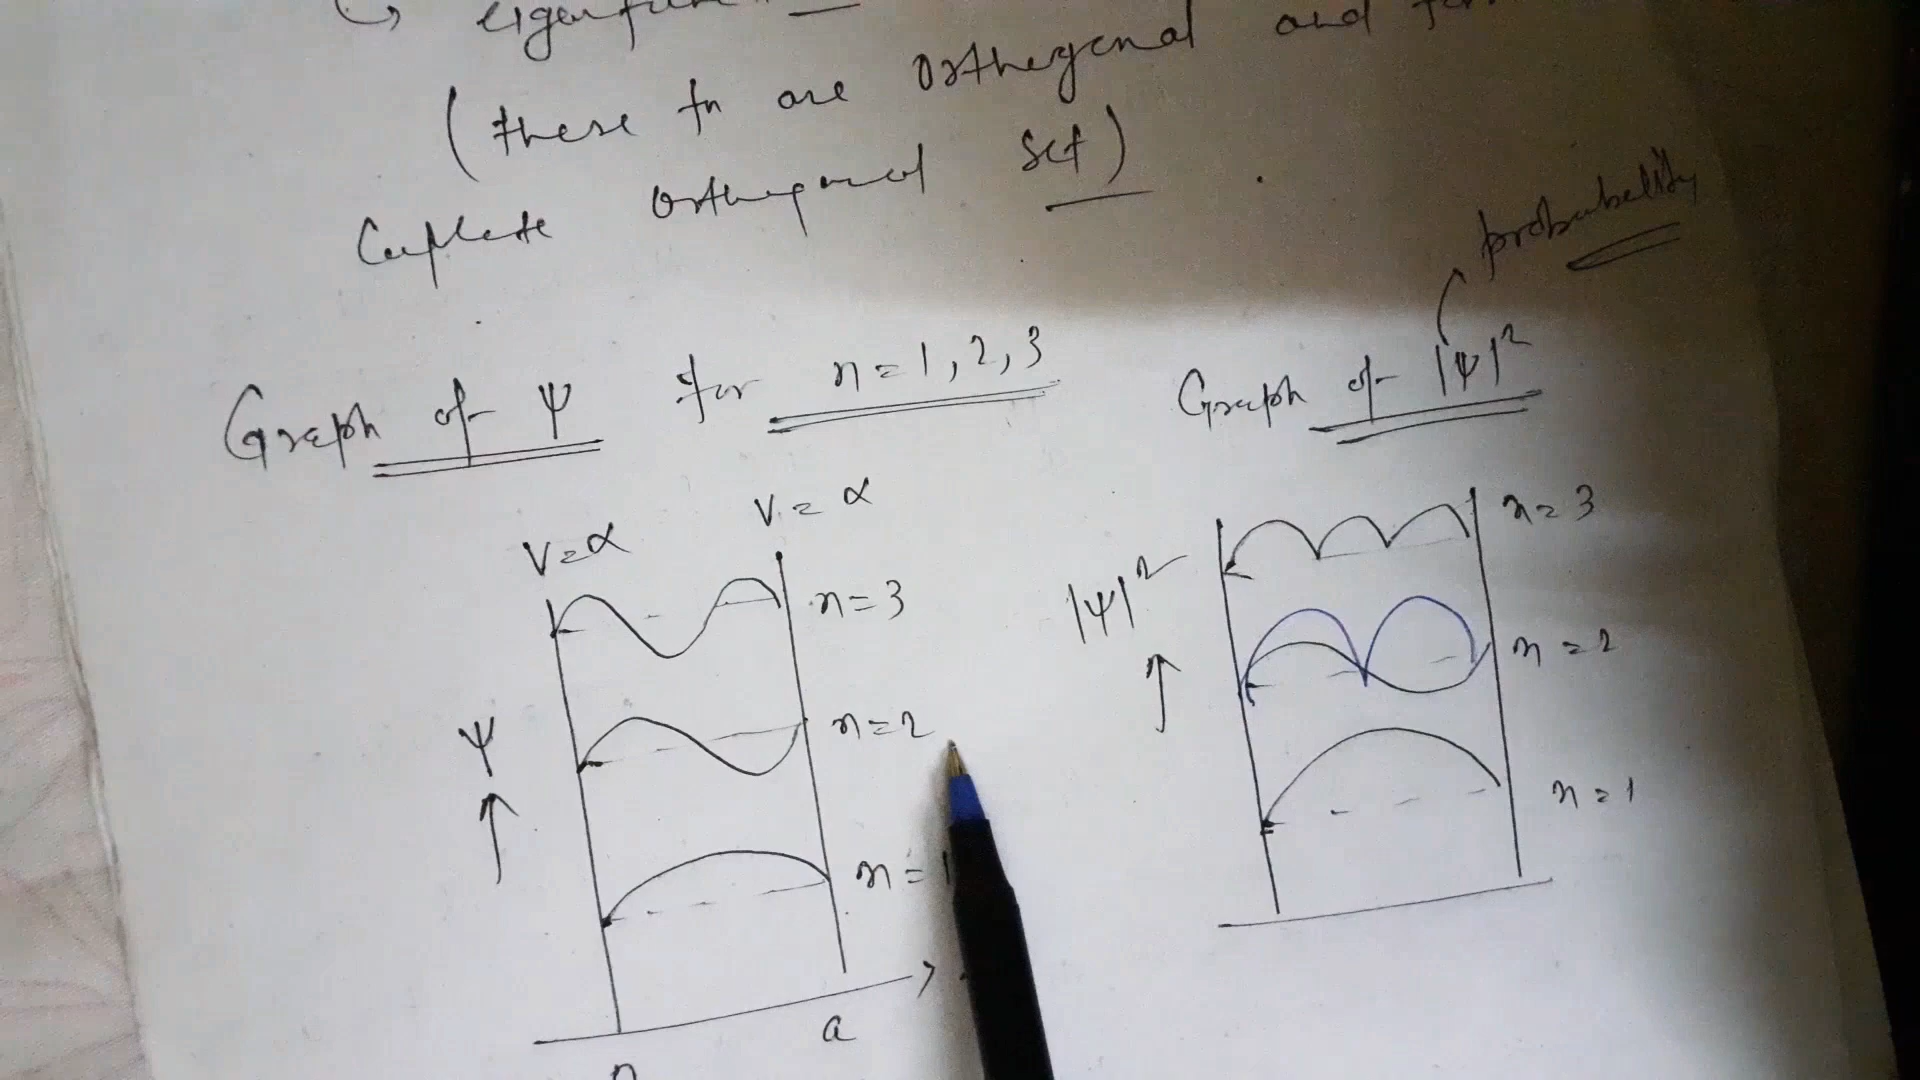 (these fn are orthogonal and
Complete orthogonal set)
probability
Graph of ψ for n=1,2,3
Graph of |ψ|²
V=α
V=α
n=3
n=2
n=1
ψ
↑
a
|ψ|²
↑
n=3
n=2
n=1